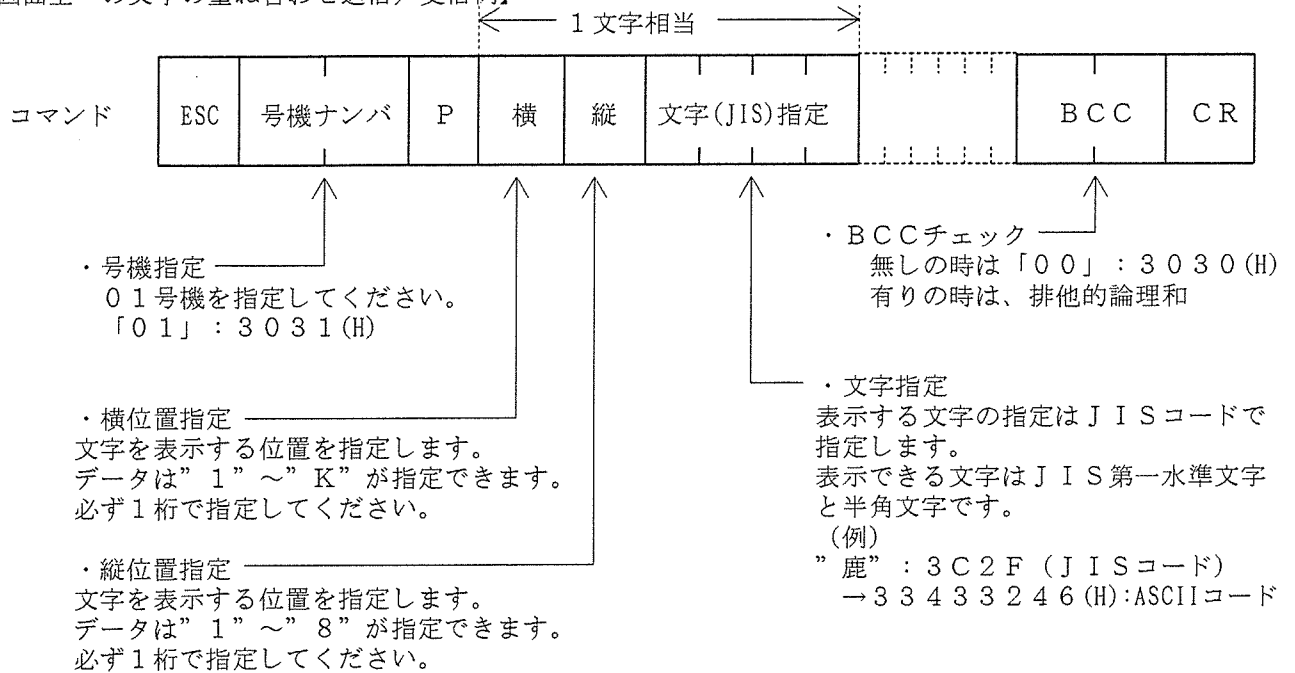 １文字相当
コマンド ESC 号機ナンバ Ｐ 横 縦 文字(JIS)指定 ＢＣＣ ＣＲ
・号機指定
０１号機を指定してください。
「０１」：３０３１(H)
・横位置指定
文字を表示する位置を指定します。
データは”１”～”Ｋ”が指定できます。
必ず１桁で指定してください。
・縦位置指定
文字を表示する位置を指定します。
データは”１”～”８”が指定できます。
必ず１桁で指定してください。
・ＢＣＣチェック
無しの時は「００」：３０３０(H)
有りの時は、排他的論理和
・文字指定
表示する文字の指定はＪＩＳコードで
指定します。
表示できる文字はＪＩＳ第一水準文字
と半角文字です。
（例）
”鹿”：３Ｃ２Ｆ（ＪＩＳコード）
→３３４３３２４６(H):ASCIIコード